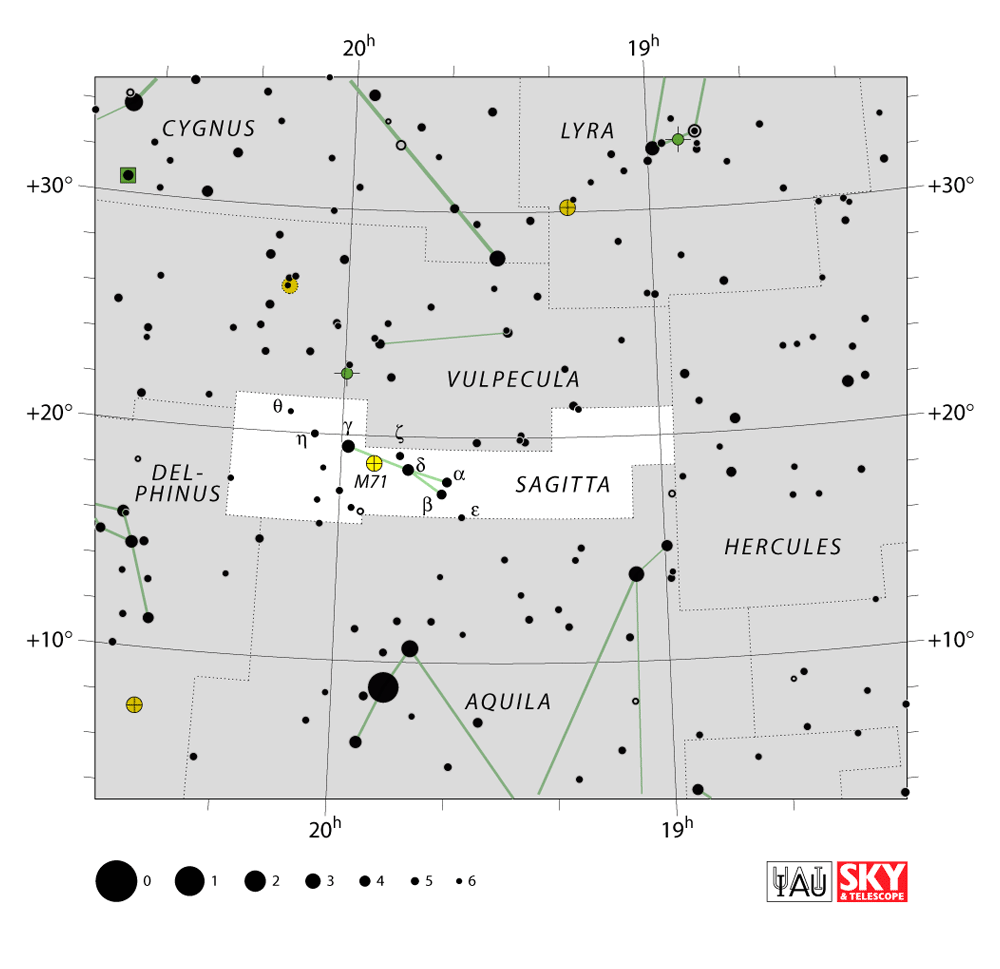 20h 19h
CYGNUS LYRA
+30° +30°
VULPECULA
+20° +20°
θ
η γ ζ
δ α
M71
β ε
SAGITTA
DEL-
PHINUS
HERCULES
+10° +10°
AQUILA
20h 19h
0 1 2 3 4 5 6
IAU UAI
SKY
& TELESCOPE